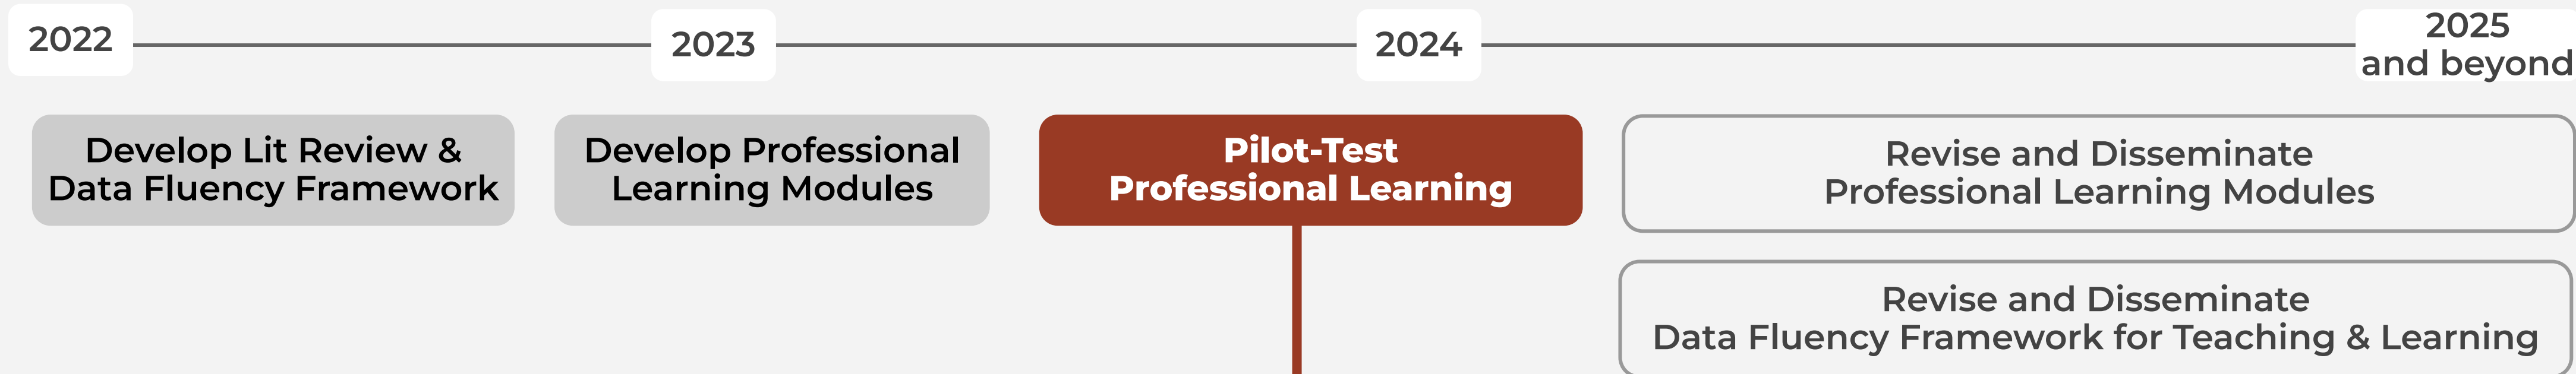 2022
2023
2024
2025
and beyond
Develop Lit Review &
Data Fluency Framework
Develop Professional
Learning Modules
Pilot-Test
Professional Learning
Revise and Disseminate
Professional Learning Modules
Revise and Disseminate
Data Fluency Framework for Teaching & Learning